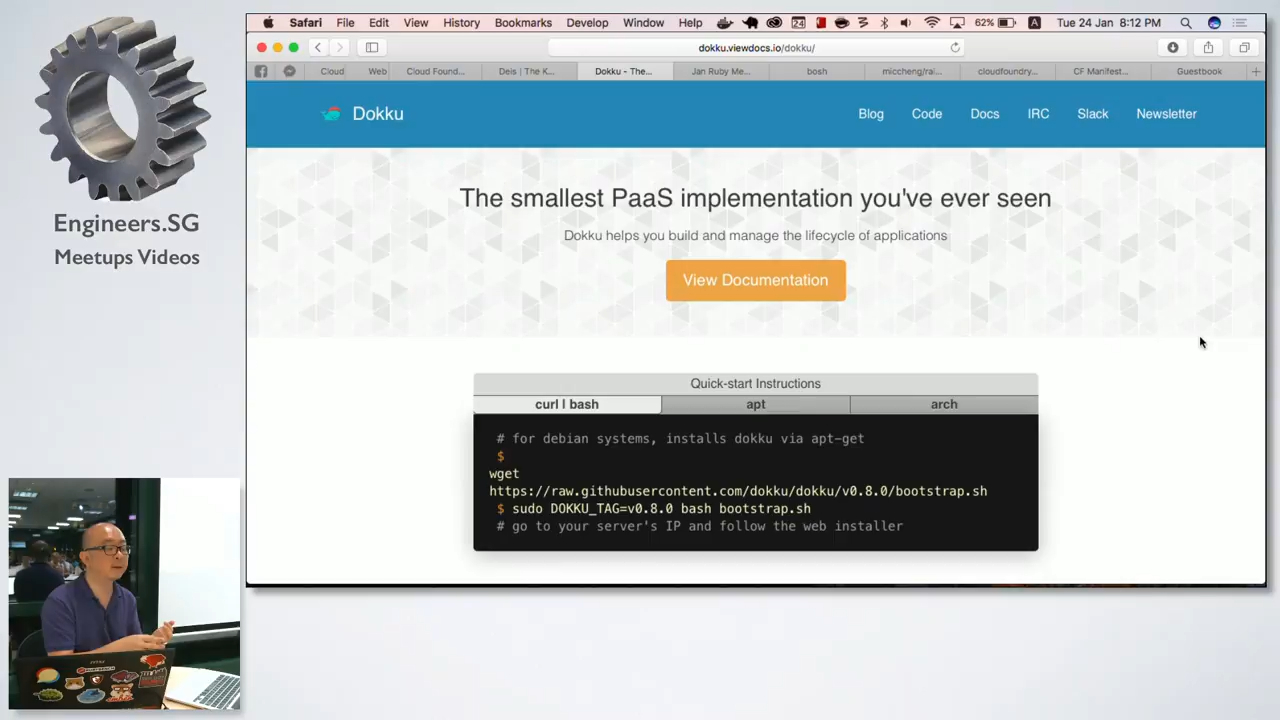 Engineers.SG
Meetups Videos
Safari File Edit View History Bookmarks Develop Window Help 24 62% A Tue 24 Jan 8:12 PM
dokku.viewdocs.io/dokku/
Cloud Web Cloud Found... Deis | The K... Dokku - The... Jan Ruby Me... bosh miccheng/rai... cloudfoundry... CF Manifest... Guestbook
Dokku
Blog Code Docs IRC Slack Newsletter
The smallest PaaS implementation you've ever seen
Dokku helps you build and manage the lifecycle of applications
View Documentation
Quick-start Instructions
curl | bash apt arch
# for debian systems, installs dokku via apt-get
$
wget
https://raw.githubusercontent.com/dokku/dokku/v0.8.0/bootstrap.sh
$ sudo DOKKU_TAG=v0.8.0 bash bootstrap.sh
# go to your server's IP and follow the web installer